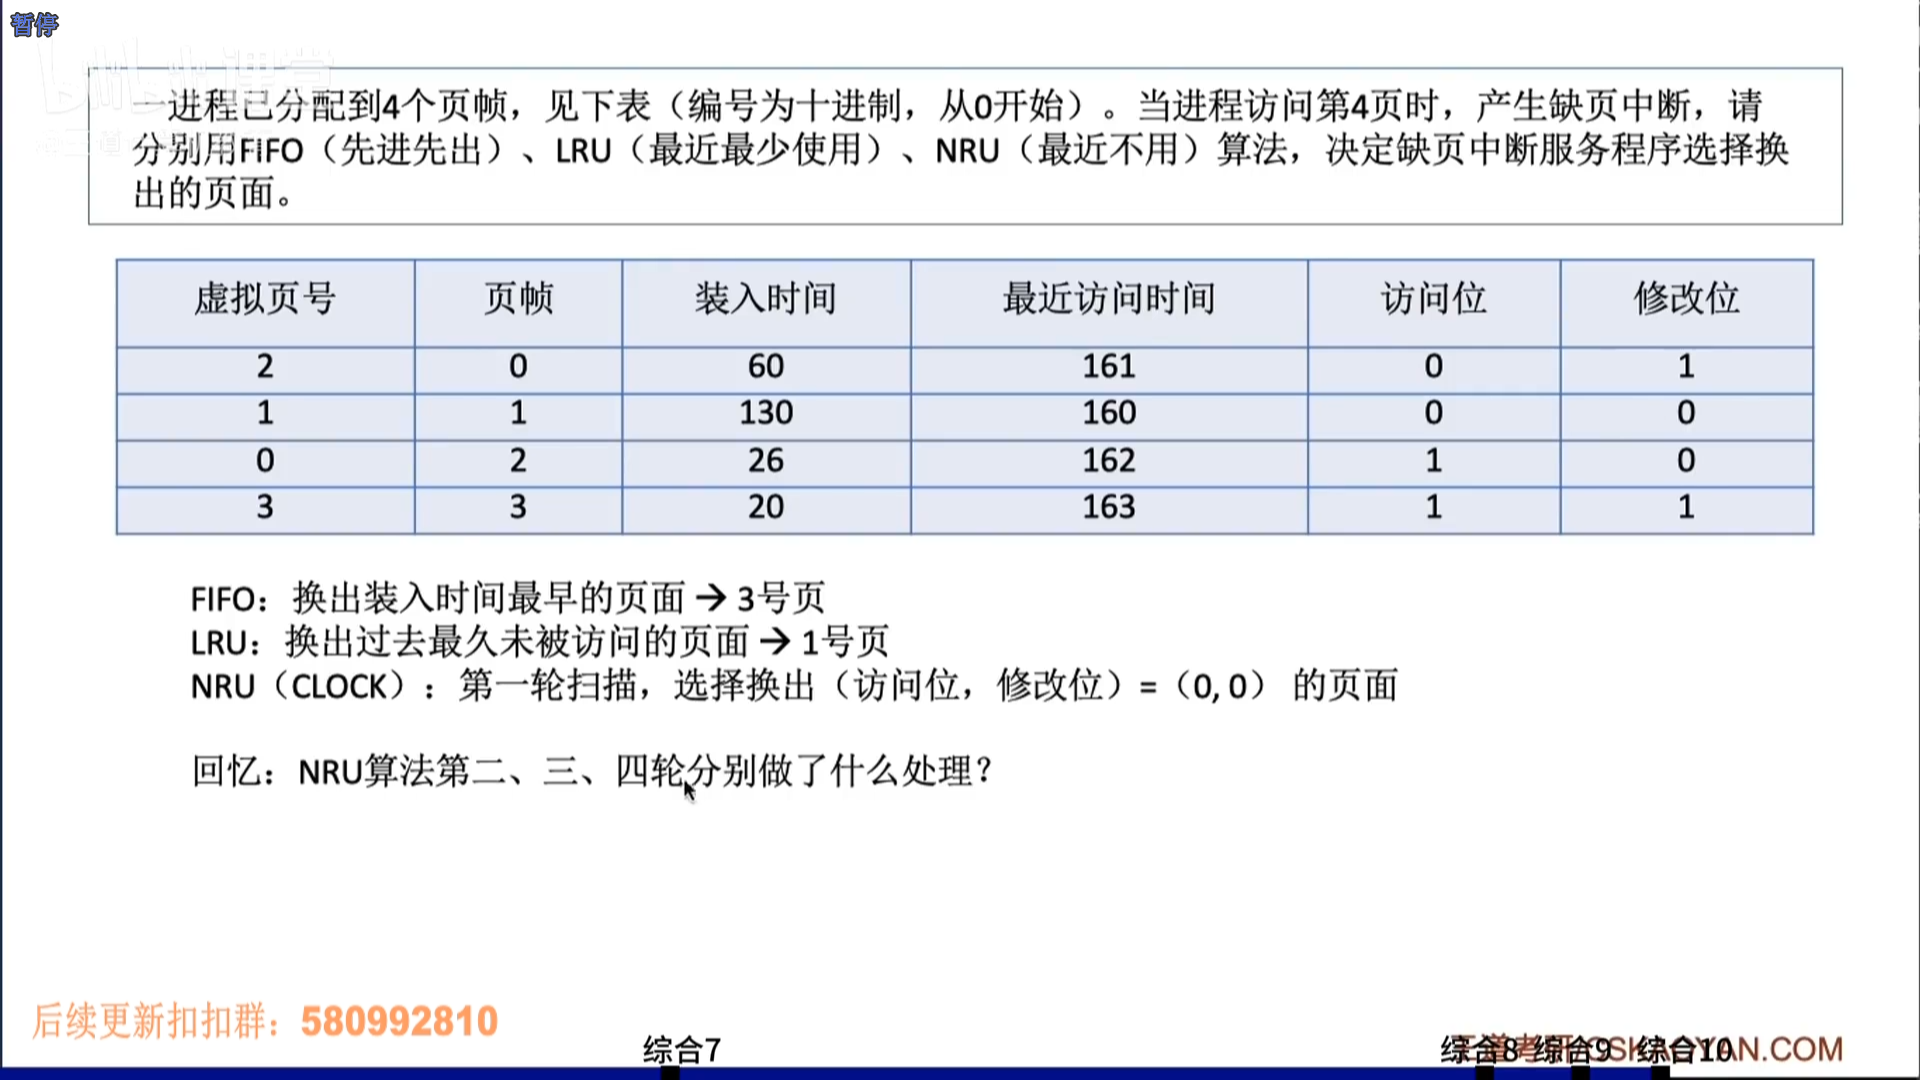 暂停
一进程已分配到4个页帧，见下表（编号为十进制，从0开始）。当进程访问第4页时，产生缺页中断，请
分别用FIFO（先进先出）、LRU（最近最少使用）、NRU（最近不用）算法，决定缺页中断服务程序选择换
出的页面。
虚拟页号 页帧 装入时间 最近访问时间 访问位 修改位
2 0 60 161 0 1
1 1 130 160 0 0
0 2 26 162 1 0
3 3 20 163 1 1
FIFO：换出装入时间最早的页面→3号页
LRU：换出过去最久未被访问的页面→1号页
NRU（CLOCK）：第一轮扫描，选择换出（访问位，修改位）=（0, 0） 的页面
回忆：NRU算法第二、三、四轮分别做了什么处理？
后续更新扣扣群：580992810
综合7
综合8 综合9 综合10